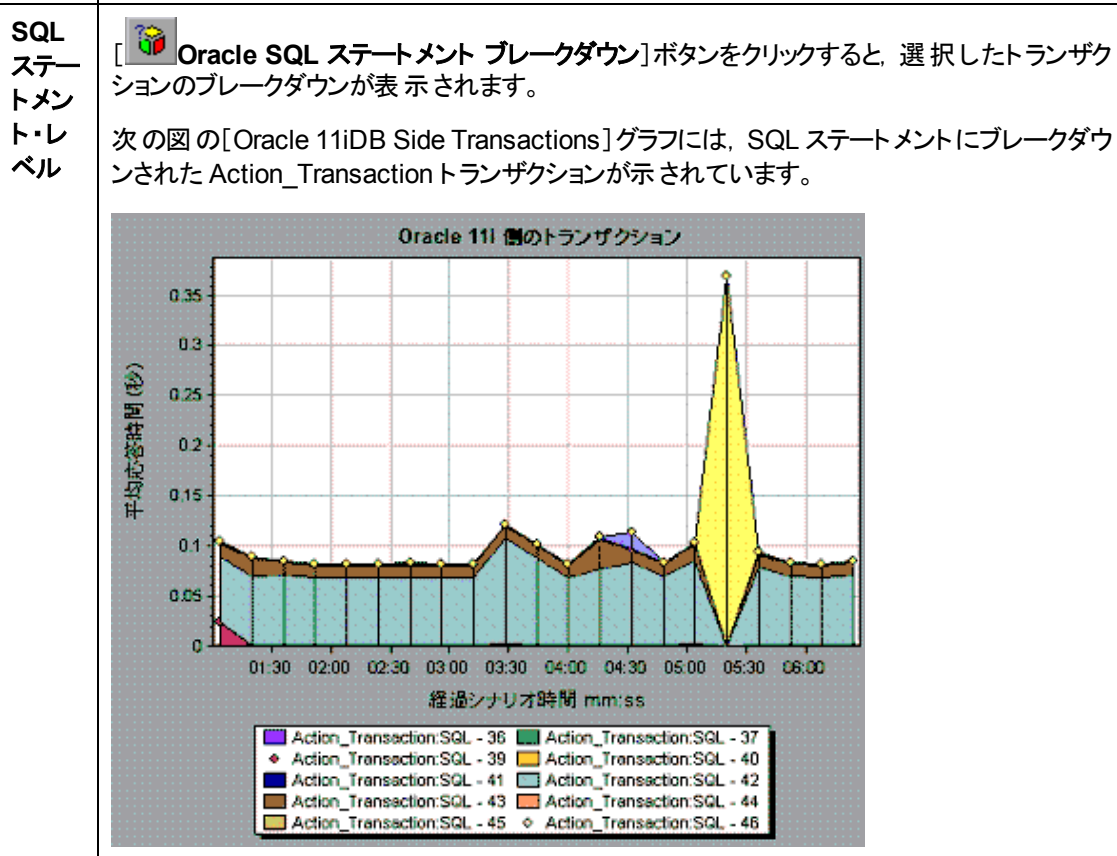 SQL
ステー
トメン
ト・レ
ベル
[Oracle SQL ステートメント ブレークダウン]ボタンをクリックすると, 選択したトランザク
ションのブレークダウンが表示されます。
次の図の[Oracle 11iDB Side Transactions]グラフには, SQL ステートメントにブレークダウ
ンされた Action_Transaction トランザクションが示されています。
Oracle 11i 側のトランザクション
平均応答時間 (秒)
0.35
0.3
0.25
0.2
0.15
0.1
0.05
0
01:30 02:00 02:30 03:00 03:30 04:00 04:30 05:00 05:30 06:00
経過シナリオ時間 mm:ss
Action_Transaction:SQL - 36 Action_Transaction:SQL - 37
Action_Transaction:SQL - 39 Action_Transaction:SQL - 40
Action_Transaction:SQL - 41 Action_Transaction:SQL - 42
Action_Transaction:SQL - 43 Action_Transaction:SQL - 44
Action_Transaction:SQL - 45 Action_Transaction:SQL - 46